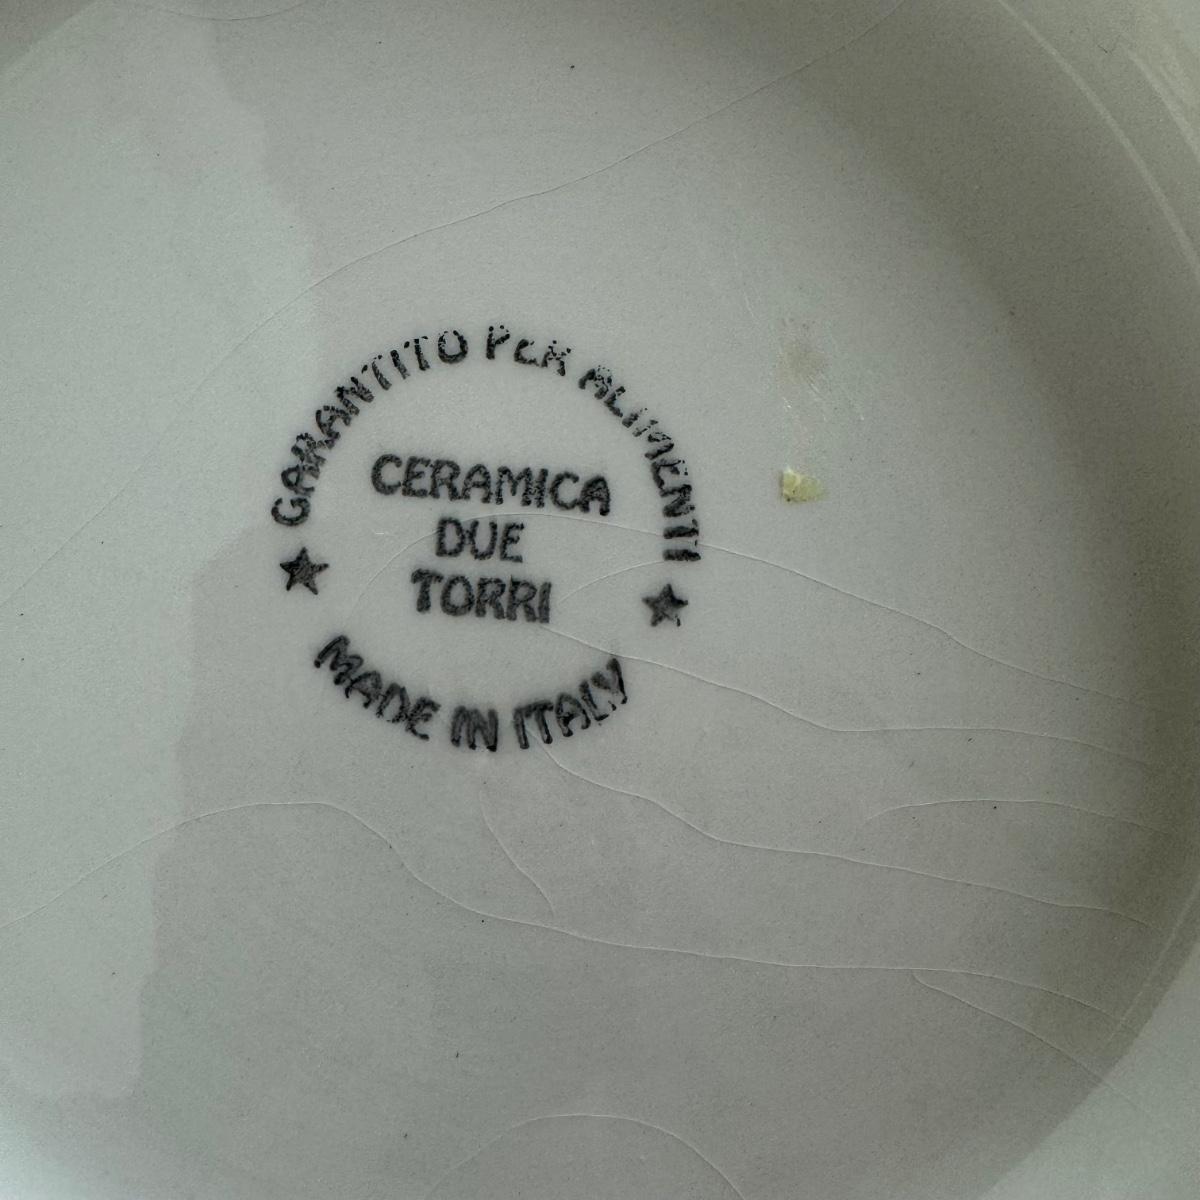 GARANTITO PER ALIMENTI
CERAMICA
DUE
TORRI
MADE IN ITALY